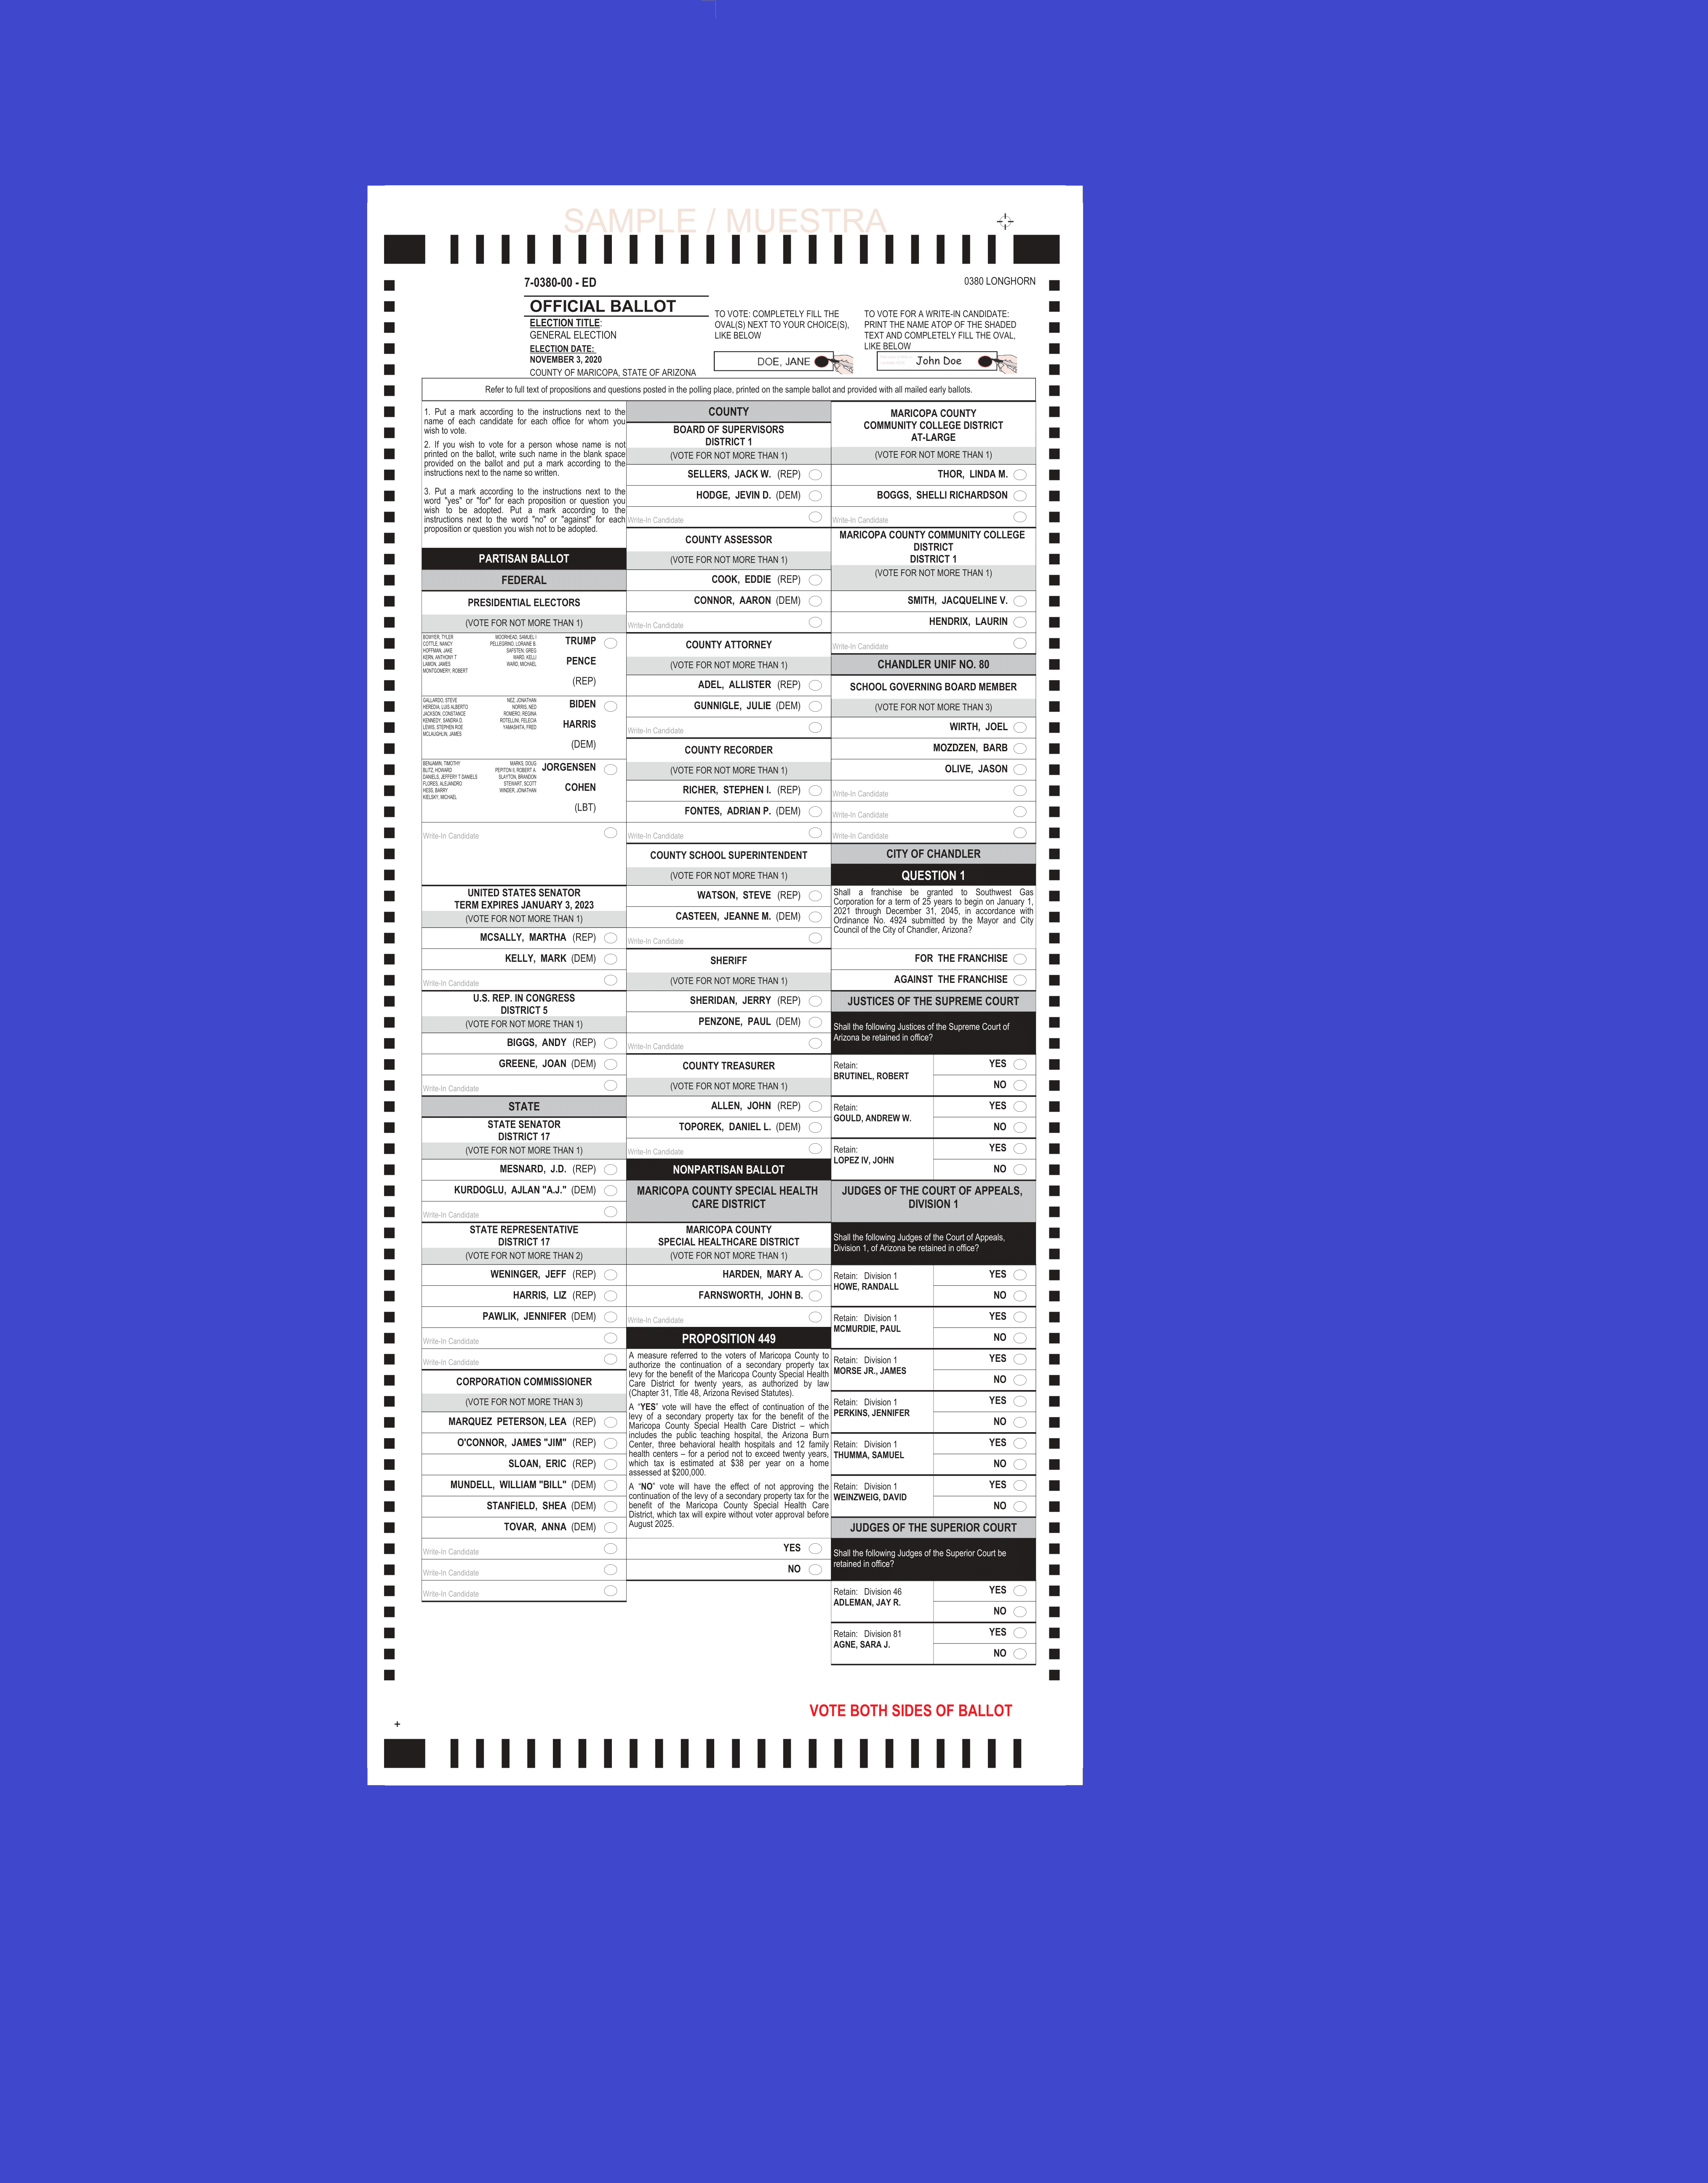 SAMPLE / MUESTRA
7-0380-00 - ED
0380 LONGHORN
OFFICIAL BALLOT
ELECTION TITLE:
GENERAL ELECTION
ELECTION DATE:
NOVEMBER 3, 2020
COUNTY OF MARICOPA, STATE OF ARIZONA
TO VOTE: COMPLETELY FILL THE
OVAL(S) NEXT TO YOUR CHOICE(S),
LIKE BELOW
DOE, JANE
TO VOTE FOR A WRITE-IN CANDIDATE:
PRINT THE NAME ATOP OF THE SHADED
TEXT AND COMPLETELY FILL THE OVAL,
LIKE BELOW
John Doe
Refer to full text of propositions and questions posted in the polling place, printed on the sample ballot and provided with all mailed early ballots.
1. Put a mark according to the instructions next to the
name of each candidate for each office for whom you
wish to vote.
2. If you wish to vote for a person whose name is not
printed on the ballot, write such name in the blank space
provided on the ballot and put a mark according to the
instructions next to the name so written.
3. Put a mark according to the instructions next to the
word "yes" or "for" for each proposition or question you
wish to be adopted. Put a mark according to the
instructions next to the word "no" or "against" for each
proposition or question you wish not to be adopted.
PARTISAN BALLOT
FEDERAL
PRESIDENTIAL ELECTORS
(VOTE FOR NOT MORE THAN 1)
BOWYER, TYLER MOORHEAD, SAMUEL I
COTTLE, NANCY PELLEGRINO, LORAINE B.
HOFFMAN, JAKE SAFSTEN, GREG
KERN, ANTHONY T WARD, KELLI
LAMON, JAMES WARD, MICHAEL
MONTGOMERY, ROBERT
TRUMP
PENCE
(REP)
GALLARDO, STEVE NEZ, JONATHAN
HEREDIA, LUIS ALBERTO NORRIS, NED
JACKSON, CONSTANCE ROMERO, REGINA
KENNEDY, SANDRA D. ROTELLINI, FELECIA
LEWIS, STEPHEN ROE YAMASHITA, FRED
MCLAUGHLIN, JAMES
BIDEN
HARRIS
(DEM)
BENJAMIN, TIMOTHY MARKS, DOUG
BLITZ, HOWARD PEPITON II, ROBERT A.
DANIELS, JEFFERY T DANIELS SLAYTON, BRANDON
FLORES, ALEJANDRO STEWART, SCOTT
HESS, BARRY WINDER, JONATHAN
KIELSKY, MICHAEL
JORGENSEN
COHEN
(LBT)
Write-In Candidate
UNITED STATES SENATOR
TERM EXPIRES JANUARY 3, 2023
(VOTE FOR NOT MORE THAN 1)
MCSALLY, MARTHA (REP)
KELLY, MARK (DEM)
Write-In Candidate
U.S. REP. IN CONGRESS
DISTRICT 5
(VOTE FOR NOT MORE THAN 1)
BIGGS, ANDY (REP)
GREENE, JOAN (DEM)
Write-In Candidate
STATE
STATE SENATOR
DISTRICT 17
(VOTE FOR NOT MORE THAN 1)
MESNARD, J.D. (REP)
KURDOGLU, AJLAN "A.J." (DEM)
Write-In Candidate
STATE REPRESENTATIVE
DISTRICT 17
(VOTE FOR NOT MORE THAN 2)
WENINGER, JEFF (REP)
HARRIS, LIZ (REP)
PAWLIK, JENNIFER (DEM)
Write-In Candidate
Write-In Candidate
CORPORATION COMMISSIONER
(VOTE FOR NOT MORE THAN 3)
MARQUEZ PETERSON, LEA (REP)
O'CONNOR, JAMES "JIM" (REP)
SLOAN, ERIC (REP)
MUNDELL, WILLIAM "BILL" (DEM)
STANFIELD, SHEA (DEM)
TOVAR, ANNA (DEM)
Write-In Candidate
Write-In Candidate
Write-In Candidate
COUNTY
BOARD OF SUPERVISORS
DISTRICT 1
(VOTE FOR NOT MORE THAN 1)
SELLERS, JACK W. (REP)
HODGE, JEVIN D. (DEM)
Write-In Candidate
COUNTY ASSESSOR
(VOTE FOR NOT MORE THAN 1)
COOK, EDDIE (REP)
CONNOR, AARON (DEM)
Write-In Candidate
COUNTY ATTORNEY
(VOTE FOR NOT MORE THAN 1)
ADEL, ALLISTER (REP)
GUNNIGLE, JULIE (DEM)
Write-In Candidate
COUNTY RECORDER
(VOTE FOR NOT MORE THAN 1)
RICHER, STEPHEN I. (REP)
FONTES, ADRIAN P. (DEM)
Write-In Candidate
COUNTY SCHOOL SUPERINTENDENT
(VOTE FOR NOT MORE THAN 1)
WATSON, STEVE (REP)
CASTEEN, JEANNE M. (DEM)
Write-In Candidate
SHERIFF
(VOTE FOR NOT MORE THAN 1)
SHERIDAN, JERRY (REP)
PENZONE, PAUL (DEM)
Write-In Candidate
COUNTY TREASURER
(VOTE FOR NOT MORE THAN 1)
ALLEN, JOHN (REP)
TOPOREK, DANIEL L. (DEM)
Write-In Candidate
NONPARTISAN BALLOT
MARICOPA COUNTY SPECIAL HEALTH
CARE DISTRICT
MARICOPA COUNTY
SPECIAL HEALTHCARE DISTRICT
(VOTE FOR NOT MORE THAN 1)
HARDEN, MARY A.
FARNSWORTH, JOHN B.
Write-In Candidate
PROPOSITION 449
A measure referred to the voters of Maricopa County to
authorize the continuation of a secondary property tax
levy for the benefit of the Maricopa County Special Health
Care District for twenty years, as authorized by law
(Chapter 31, Title 48, Arizona Revised Statutes).
A “YES” vote will have the effect of continuation of the
levy of a secondary property tax for the benefit of the
Maricopa County Special Health Care District – which
includes the public teaching hospital, the Arizona Burn
Center, three behavioral health hospitals and 12 family
health centers – for a period not to exceed twenty years,
which tax is estimated at $38 per year on a home
assessed at $200,000.
A “NO” vote will have the effect of not approving the
continuation of the levy of a secondary property tax for the
benefit of the Maricopa County Special Health Care
District, which tax will expire without voter approval before
August 2025.
YES
NO
MARICOPA COUNTY
COMMUNITY COLLEGE DISTRICT
AT-LARGE
(VOTE FOR NOT MORE THAN 1)
THOR, LINDA M.
BOGGS, SHELLI RICHARDSON
Write-In Candidate
MARICOPA COUNTY COMMUNITY COLLEGE
DISTRICT
DISTRICT 1
(VOTE FOR NOT MORE THAN 1)
SMITH, JACQUELINE V.
HENDRIX, LAURIN
Write-In Candidate
CHANDLER UNIF NO. 80
SCHOOL GOVERNING BOARD MEMBER
(VOTE FOR NOT MORE THAN 3)
WIRTH, JOEL
MOZDZEN, BARB
OLIVE, JASON
Write-In Candidate
Write-In Candidate
Write-In Candidate
CITY OF CHANDLER
QUESTION 1
Shall a franchise be granted to Southwest Gas
Corporation for a term of 25 years to begin on January 1,
2021 through December 31, 2045, in accordance with
Ordinance No. 4924 submitted by the Mayor and City
Council of the City of Chandler, Arizona?
FOR THE FRANCHISE
AGAINST THE FRANCHISE
JUSTICES OF THE SUPREME COURT
Shall the following Justices of the Supreme Court of
Arizona be retained in office?
Retain: YES
BRUTINEL, ROBERT
NO
Retain: YES
GOULD, ANDREW W.
NO
Retain: YES
LOPEZ IV, JOHN
NO
JUDGES OF THE COURT OF APPEALS,
DIVISION 1
Shall the following Judges of the Court of Appeals,
Division 1, of Arizona be retained in office?
Retain: Division 1 YES
HOWE, RANDALL
NO
Retain: Division 1 YES
MCMURDIE, PAUL
NO
Retain: Division 1 YES
MORSE JR., JAMES
NO
Retain: Division 1 YES
PERKINS, JENNIFER
NO
Retain: Division 1 YES
THUMMA, SAMUEL
NO
Retain: Division 1 YES
WEINZWEIG, DAVID
NO
JUDGES OF THE SUPERIOR COURT
Shall the following Judges of the Superior Court be
retained in office?
Retain: Division 46 YES
ADLEMAN, JAY R.
NO
Retain: Division 81 YES
AGNE, SARA J.
NO
VOTE BOTH SIDES OF BALLOT